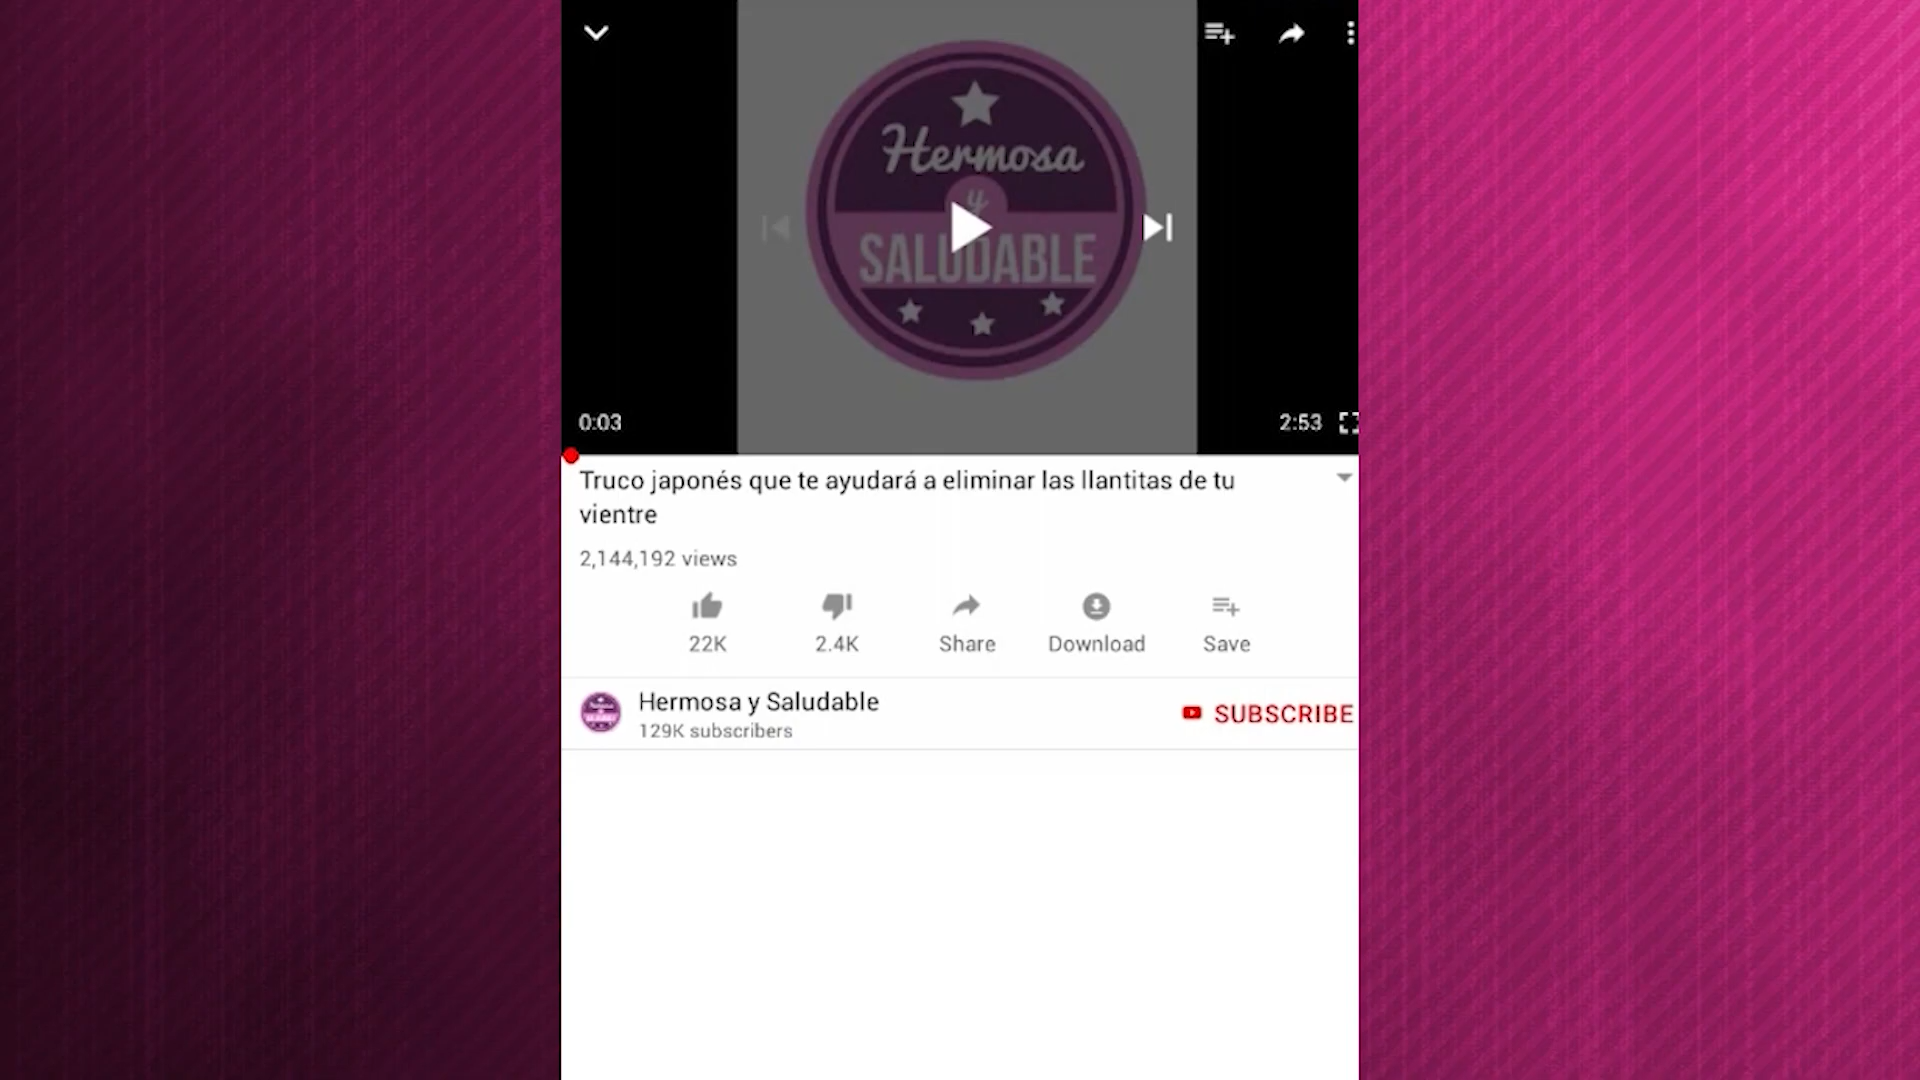 Hermosa
y
SALUDABLE
0:03
2:53
Truco japonés que te ayudará a eliminar las llantitas de tu
vientre
2,144,192 views
22K
2.4K
Share
Download
Save
Hermosa y Saludable
129K subscribers
SUBSCRIBE